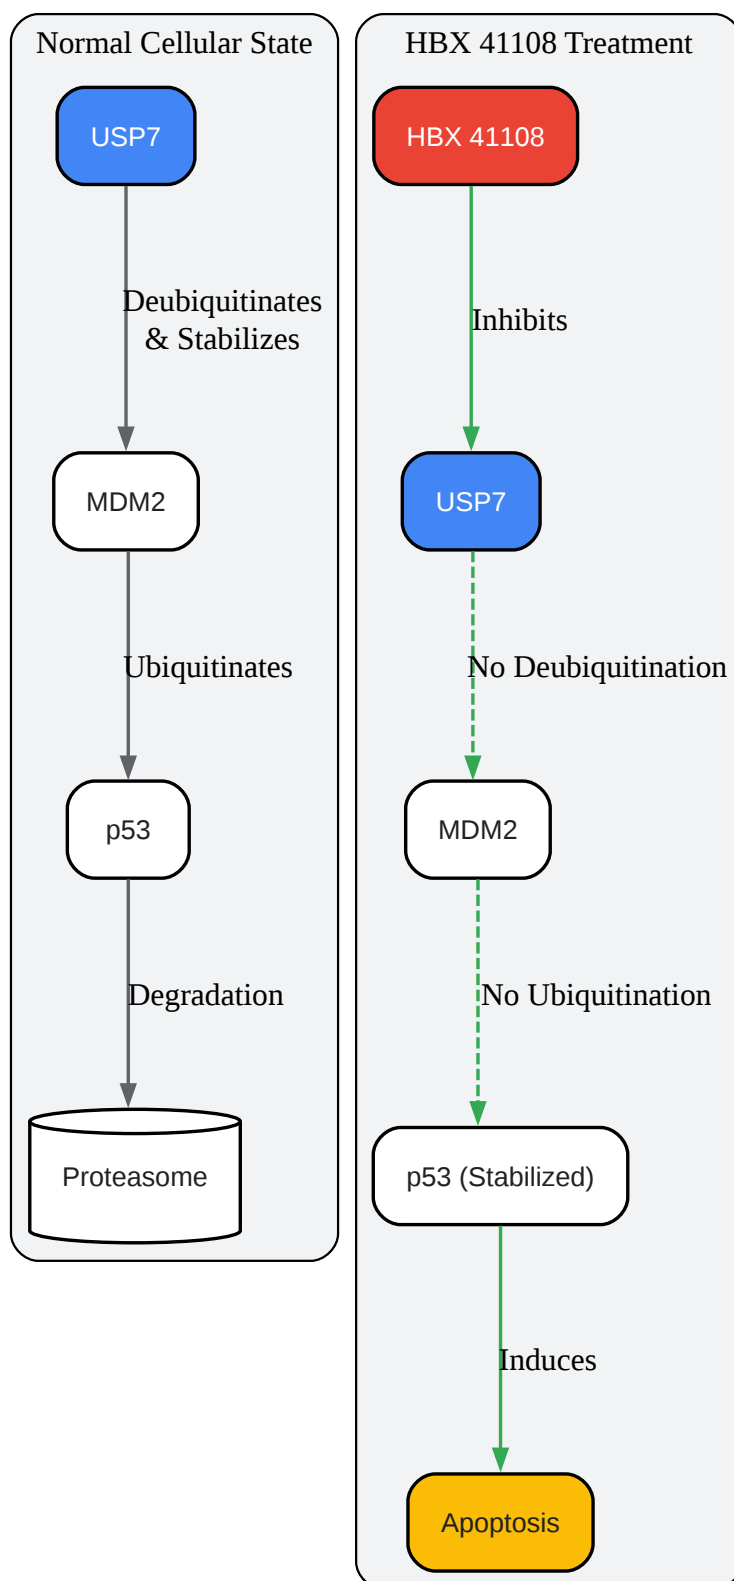 Normal Cellular State
USP7
Deubiquitinates
& Stabilizes
MDM2
Ubiquitinates
p53
Degradation
Proteasome
HBX 41108 Treatment
HBX 41108
Inhibits
USP7
No Deubiquitination
MDM2
No Ubiquitination
p53 (Stabilized)
Induces
Apoptosis